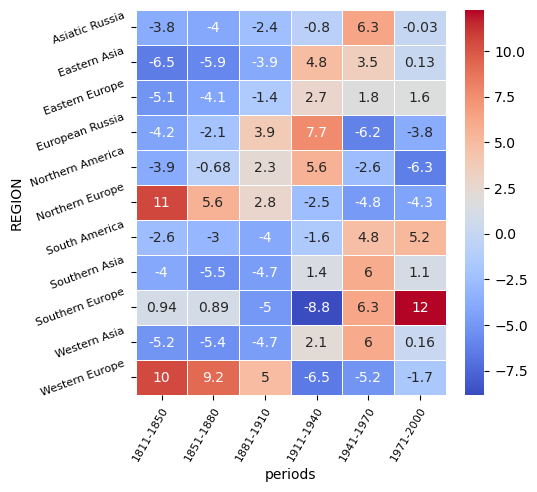 REGION
Asiatic Russia -3.8 -4 -2.4 -0.8 6.3 -0.03
Eastern Asia -6.5 -5.9 -3.9 4.8 3.5 0.13
Eastern Europe -5.1 -4.1 -1.4 2.7 1.8 1.6
European Russia -4.2 -2.1 3.9 7.7 -6.2 -3.8
Northern America -3.9 -0.68 2.3 5.6 -2.6 -6.3
Northern Europe 11 5.6 2.8 -2.5 -4.8 -4.3
South America -2.6 -3 -4 -1.6 4.8 5.2
Southern Asia -4 -5.5 -4.7 1.4 6 1.1
Southern Europe 0.94 0.89 -5 -8.8 6.3 12
Western Asia -5.2 -5.4 -4.7 2.1 6 0.16
Western Europe 10 9.2 5 -6.5 -5.2 -1.7
1811-1850 1851-1880 1881-1910 1911-1940 1941-1970 1971-2000
periods
10.0
7.5
5.0
2.5
0.0
-2.5
-5.0
-7.5